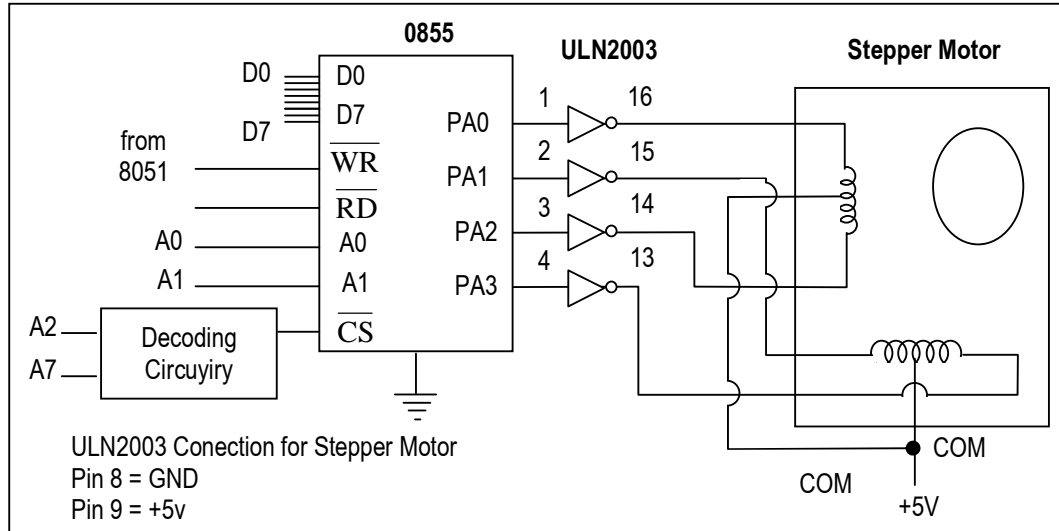 0855
ULN2003
Stepper Motor
D0
D7
from
8051
A0
A1
A2
A7
D0
D7
WR
RD
A0
A1
CS
PA0
PA1
PA2
PA3
1
2
3
4
16
15
14
13
Decoding
Circuyiry
ULN2003 Conection for Stepper Motor
Pin 8 = GND
Pin 9 = +5v
COM
COM
+5V